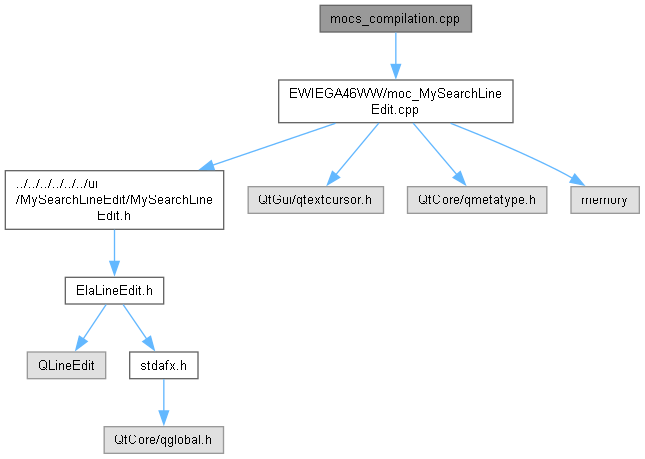 mocs_compilation.cpp
EWIEGA46WW/moc_MySearchLine
Edit.cpp
../../../../../../ui
/MySearchLineEdit/MySearchLine
Edit.h
QtGui/qtextcursor.h
QtCore/qmetatype.h
memory
ElaLineEdit.h
QLineEdit
stdafx.h
QtCore/qglobal.h